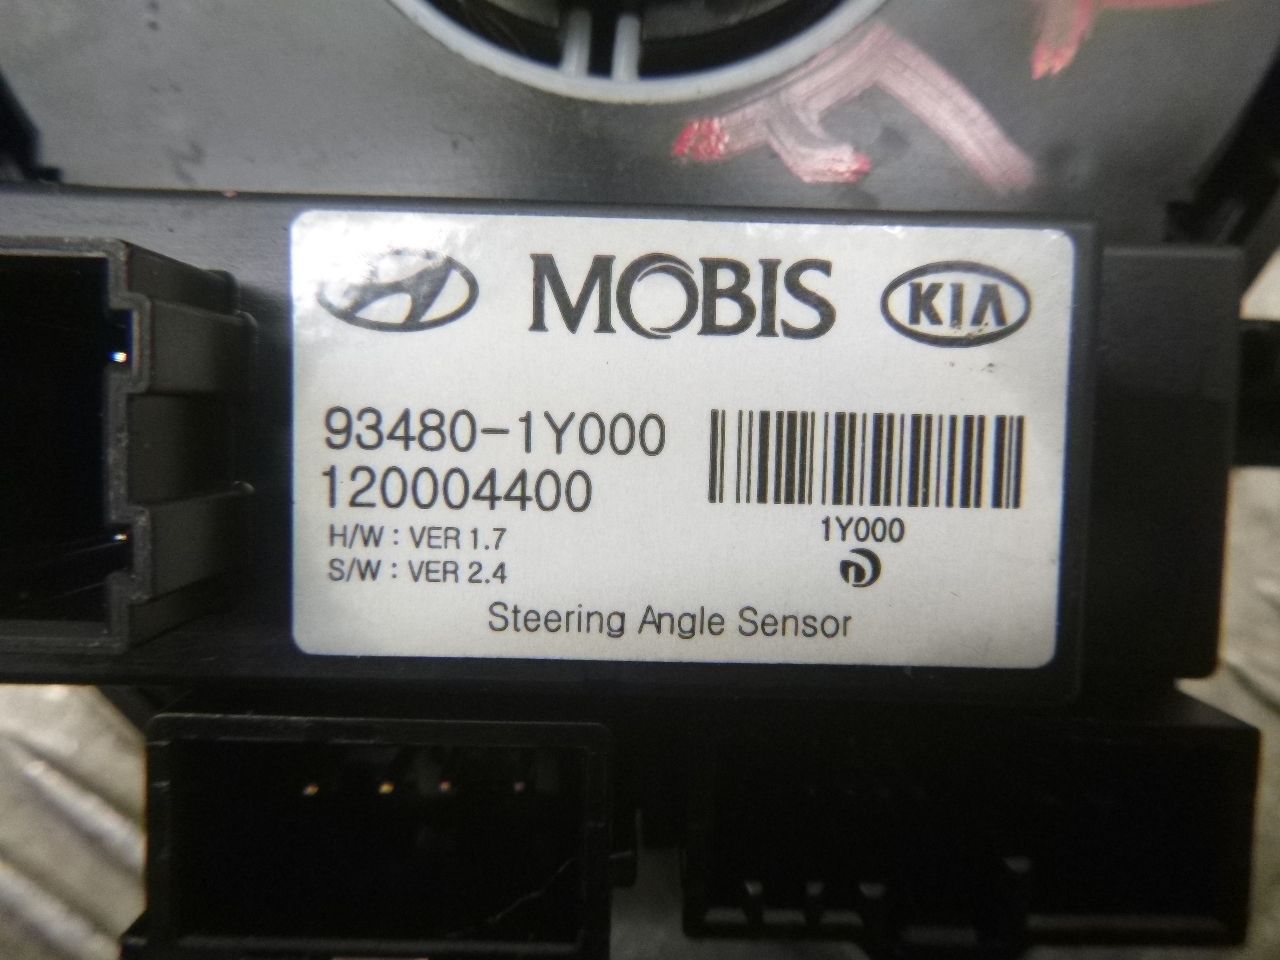 MOBIS KIA
93480-1Y000
120004400
H/W : VER 1.7
S/W : VER 2.4
1Y000
Steering Angle Sensor